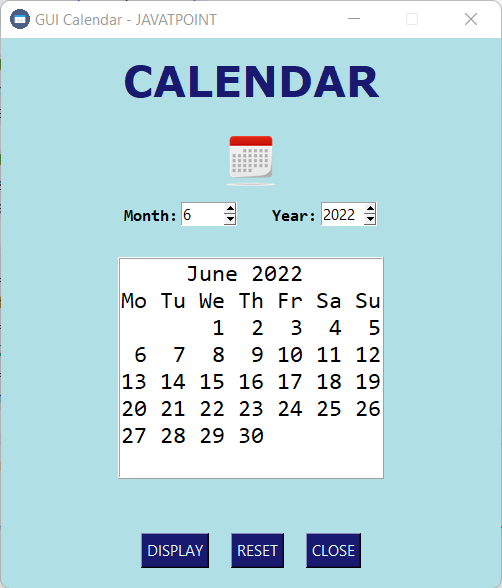 GUI Calendar - JAVATPOINT
CALENDAR
Month: 6 Year: 2022
June 2022
Mo Tu We Th Fr Sa Su
1 2 3 4 5
6 7 8 9 10 11 12
13 14 15 16 17 18 19
20 21 22 23 24 25 26
27 28 29 30
DISPLAY RESET CLOSE